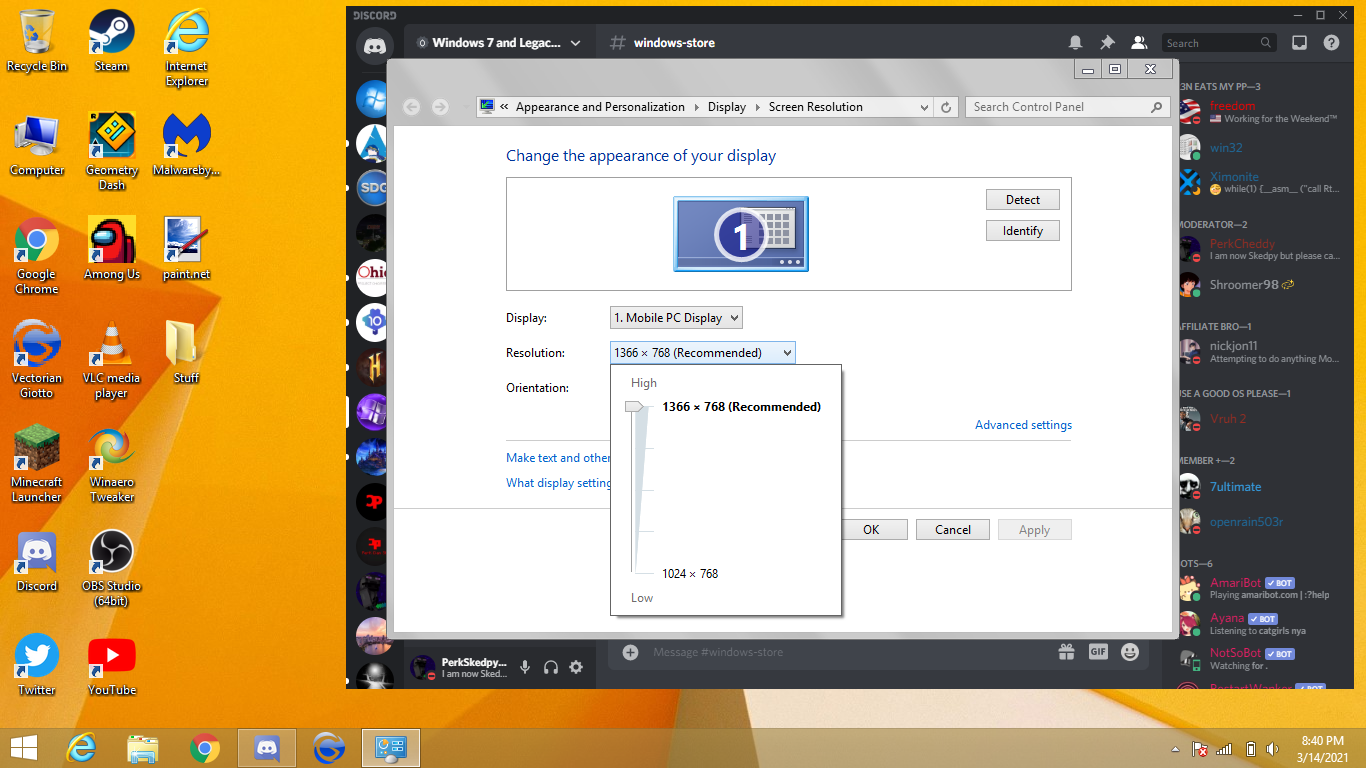 Recycle Bin
Steam
Internet
Explorer
Computer
Geometry
Dash
Malwareby...
Google
Chrome
Among Us
paint.net
Vectorian
Giotto
VLC media
player
Stuff
Minecraft
Launcher
Winaero
Tweaker
Discord
OBS Studio
(64bit)
Twitter
YouTube
DISCORD
Windows 7 and Legac...
# windows-store
Search
« Appearance and Personalization
Display
Screen Resolution
Search Control Panel
Change the appearance of your display
1
Detect
Identify
Display:
1. Mobile PC Display
Resolution:
1366 × 768 (Recommended)
Orientation:
High
1366 × 768 (Recommended)
1024 × 768
Low
Advanced settings
Make text and other
What display setting
OK
Cancel
Apply
SDG
Ohio
10
N EATS MY PP—3
freedom
Working for the Weekend™
win32
Ximonite
while(1) {__asm__ ("call Rt...
MODERATOR—2
PerkCheddy
I am now Skedpy but please ca...
Shroomer98
AFFILIATE BRO—1
nickjon11
Attempting to do anything Mo...
USE A GOOD OS PLEASE—1
Vruh 2
MEMBER +—2
7ultimate
openrain503r
OTS—6
AmariBot BOT
Playing amaribot.com | :?help
Ayana BOT
Listening to catgirls nya
NotSoBot BOT
Watching for .
RestartWanker BOT
PerkSkedpy...
I am now Sked...
Message #windows-store
GIF
8:40 PM
3/14/2021